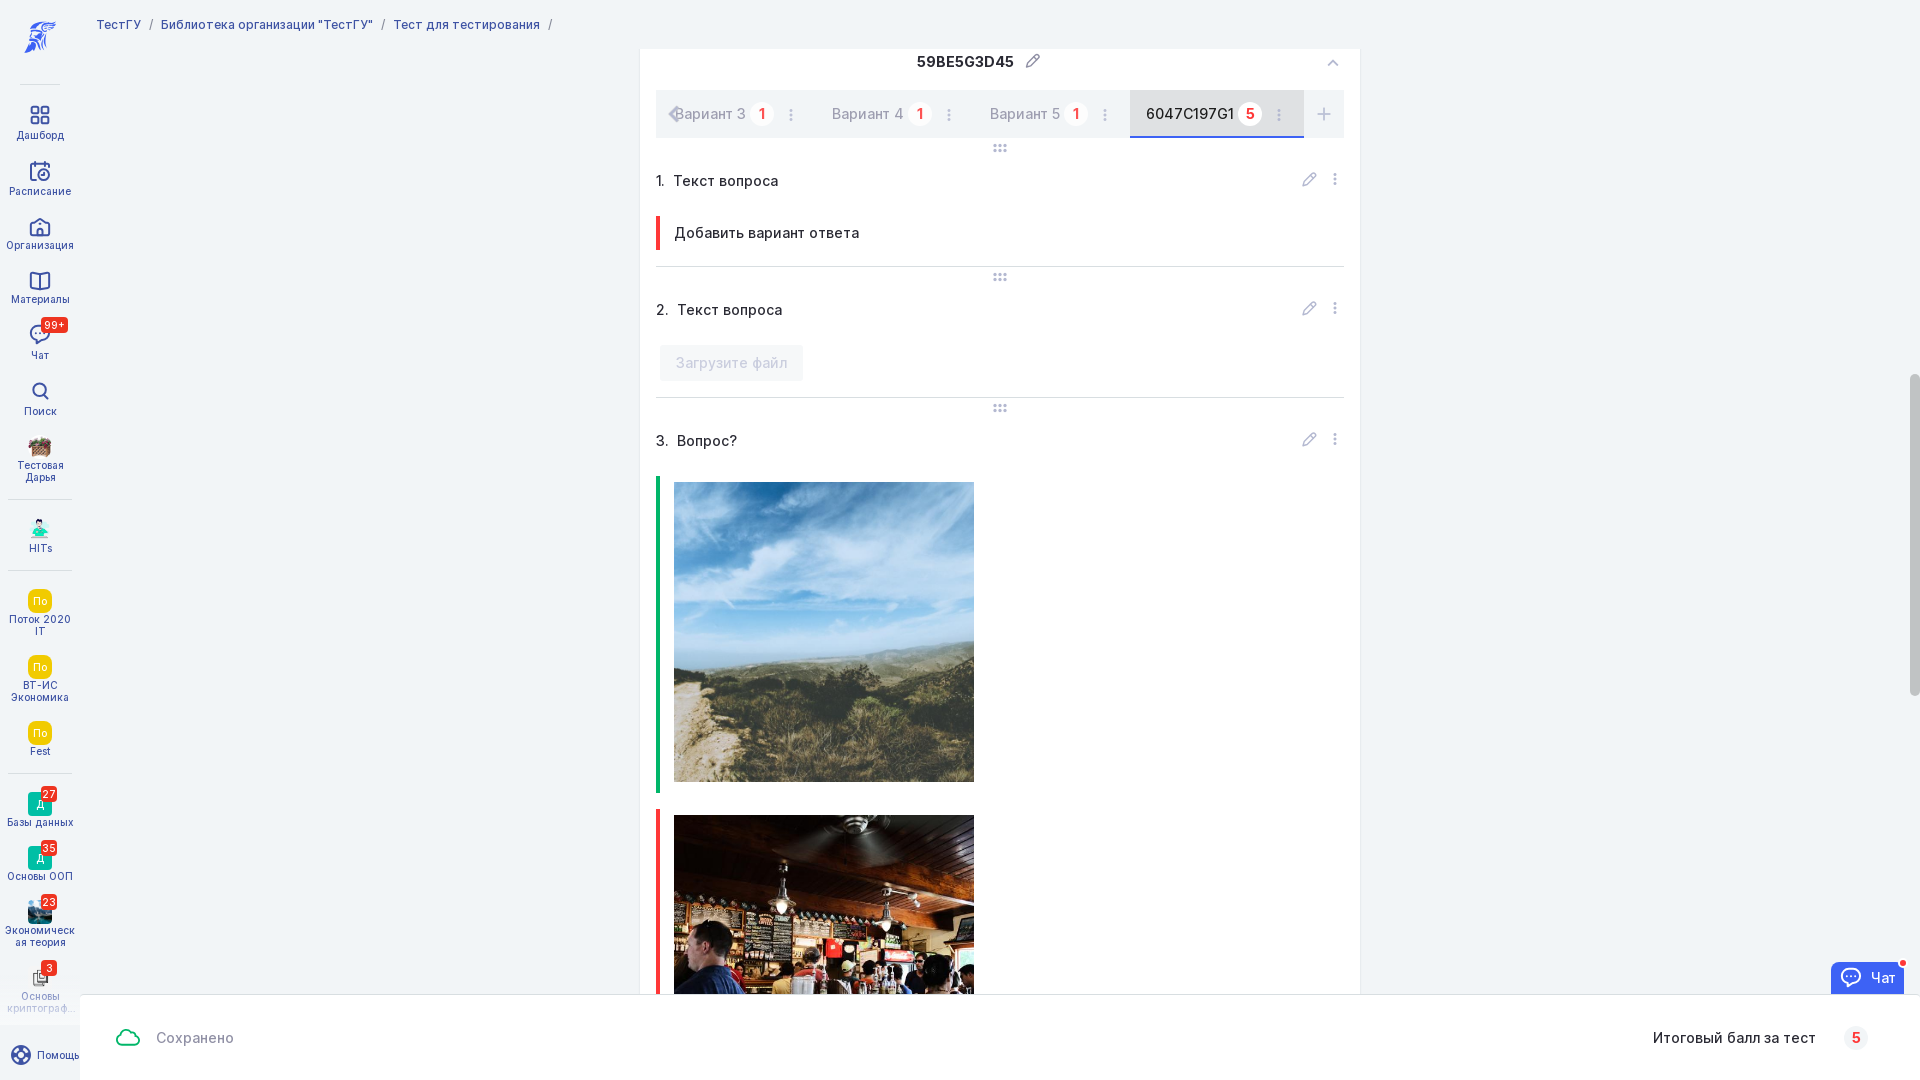 ТестГУ / Библиотека организации "ТестГУ" / Тест для тестирования /
59BE5G3D45
Вариант 3 1 Вариант 4 1 Вариант 5 1 6047C197G1 5
1. Текст вопроса
Добавить вариант ответа
2. Текст вопроса
Загрузите файл
3. Вопрос?
Дашборд
Расписание
Организация
Материалы
99+
Чат
Поиск
Тестовая
Дарья
HITs
По
Поток 2020
IT
По
ВТ-ИС
Экономика
По
Fest
27
Д
Базы данных
35
Д
Основы ООП
23
Экономическ
ая теория
3
Основы
криптограф...
Помощь
Чат
Сохранено
Итоговый балл за тест 5